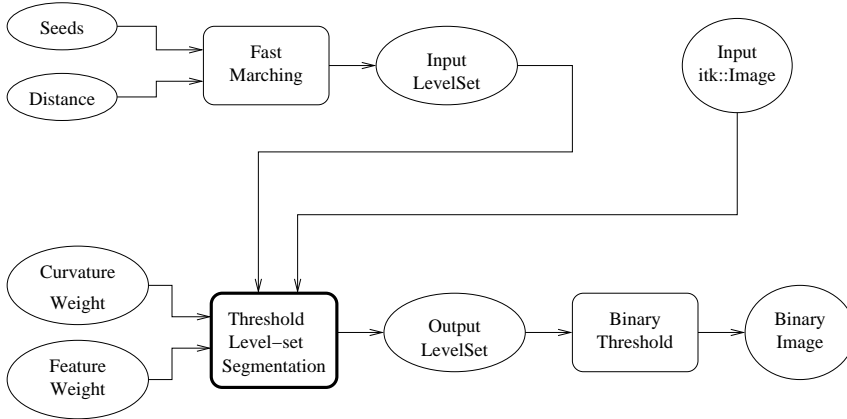 Seeds
Distance
Fast
Marching
Input
LevelSet
Input
itk::Image
Curvature
Weight
Feature
Weight
Threshold
Level−set
Segmentation
Output
LevelSet
Binary
Threshold
Binary
Image